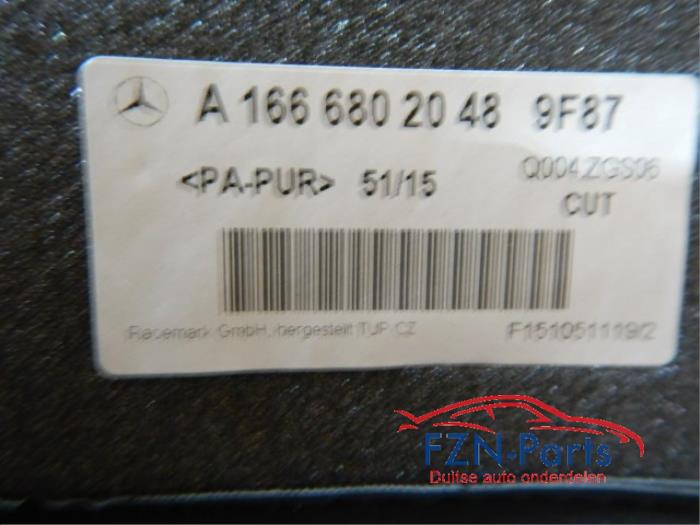 A 166 680 20 48 9F87
<PA-PUR> 51/15 Q004 ZGS06
CUT
Racemark GmbH, hergestellt TUP CZ F151051119/2
FZN-Parts
Duitse auto onderdelen